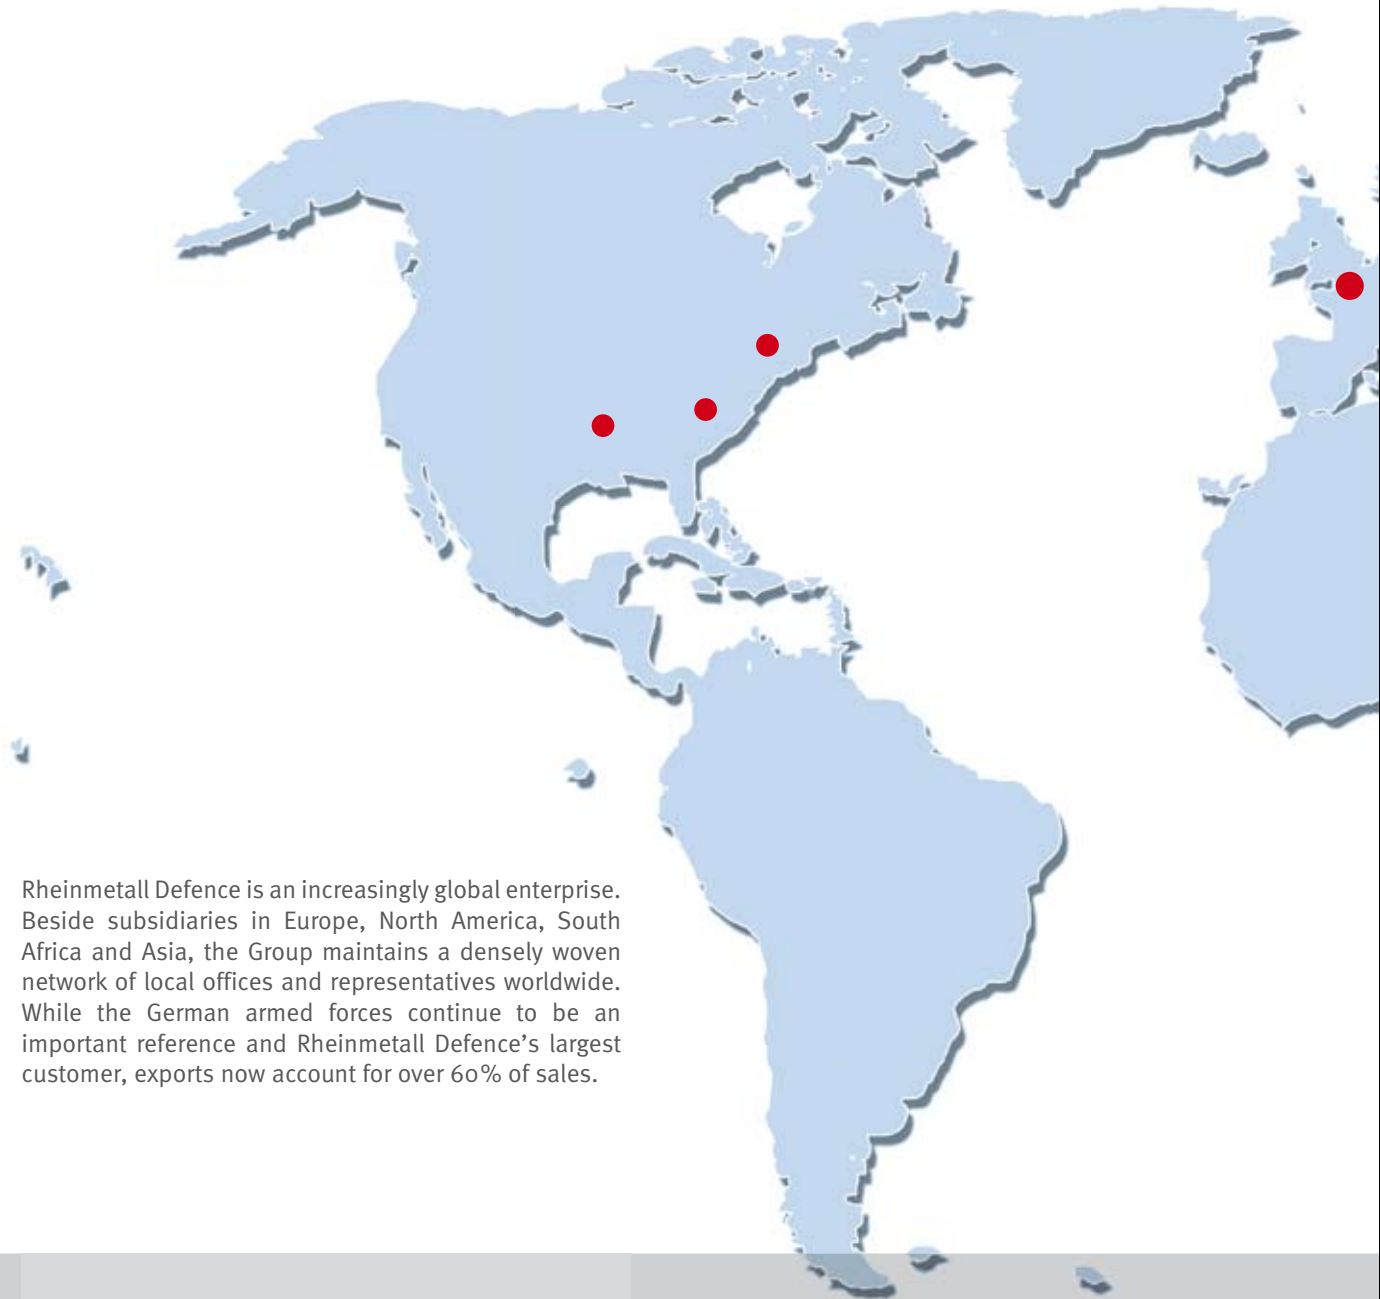 Rheinmetall Defence is an increasingly global enterprise.
Beside subsidiaries in Europe, North America, South
Africa and Asia, the Group maintains a densely woven
network of local offices and representatives worldwide.
While the German armed forces continue to be an
important reference and Rheinmetall Defence’s largest
customer, exports now account for over 60% of sales.